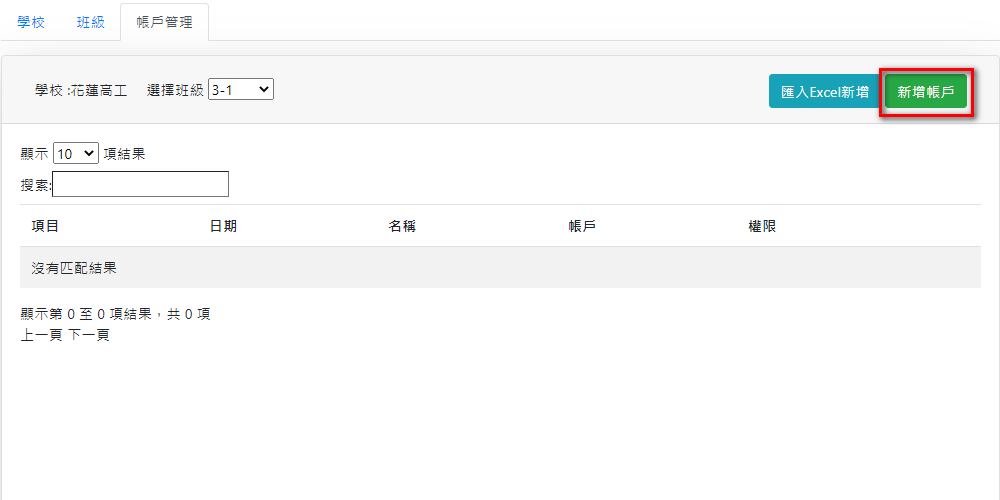 學校 班級 帳戶管理
學校 :花蓮高工 選擇班級 3-1 匯入Excel新增 新增帳戶
顯示 10 項結果
搜索:
項目 日期 名稱 帳戶 權限
沒有匹配結果
顯示第 0 至 0 項結果，共 0 項
上一頁 下一頁